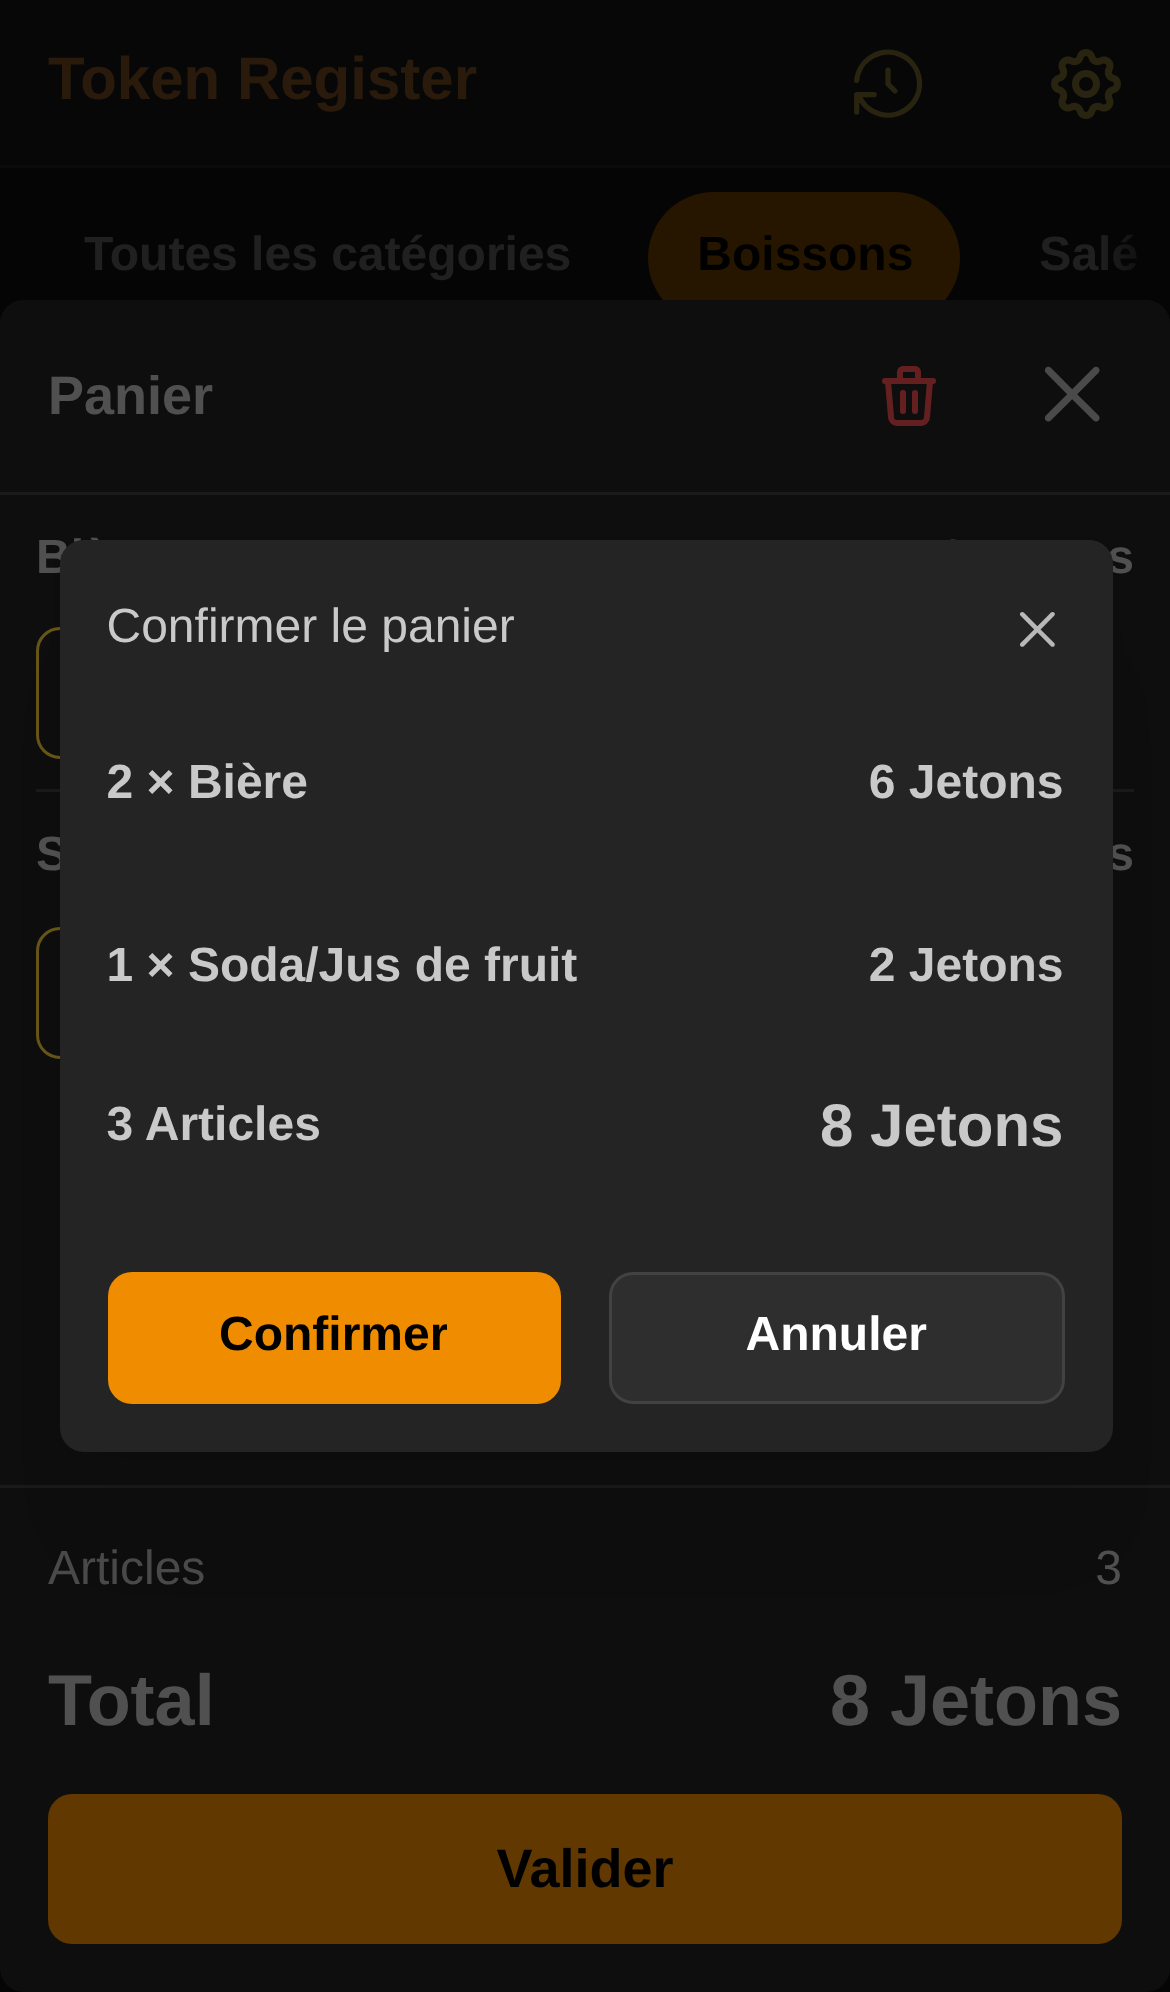 Token Register
Toutes les catégories Boissons Salé
Panier
Confirmer le panier
2 × Bière 6 Jetons
1 × Soda/Jus de fruit 2 Jetons
3 Articles 8 Jetons
Confirmer Annuler
Articles 3
Total 8 Jetons
Valider